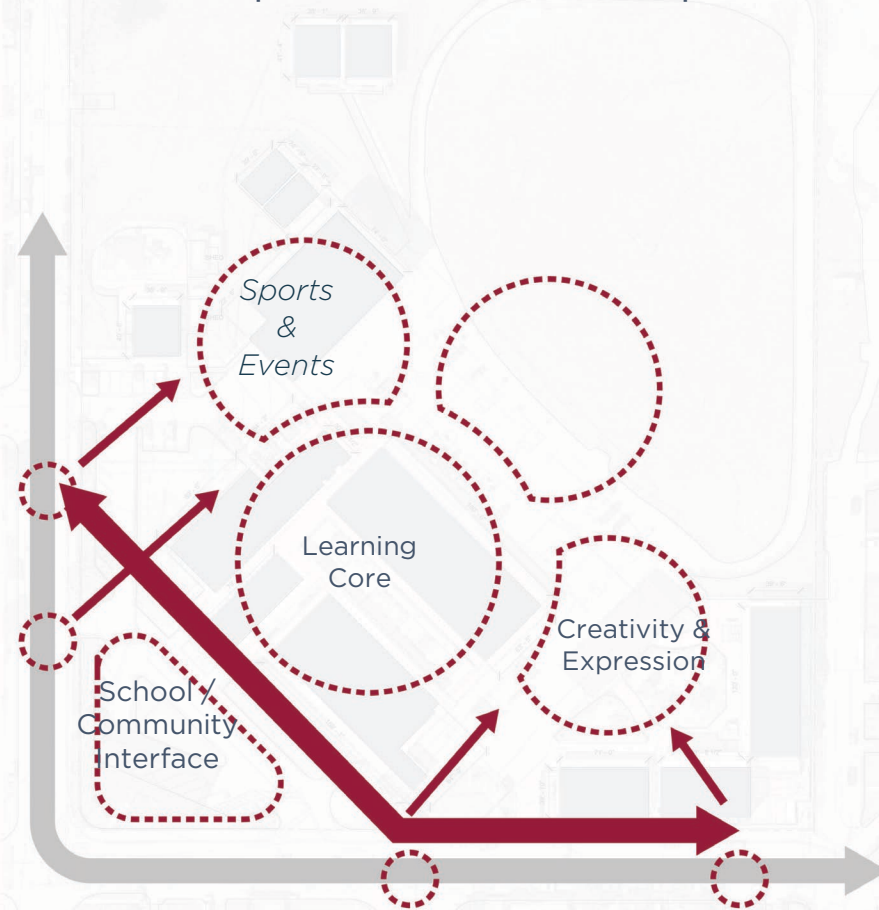 Sports
&
Events
Learning
Core
Creativity &
Expression
School /
Community
Interface